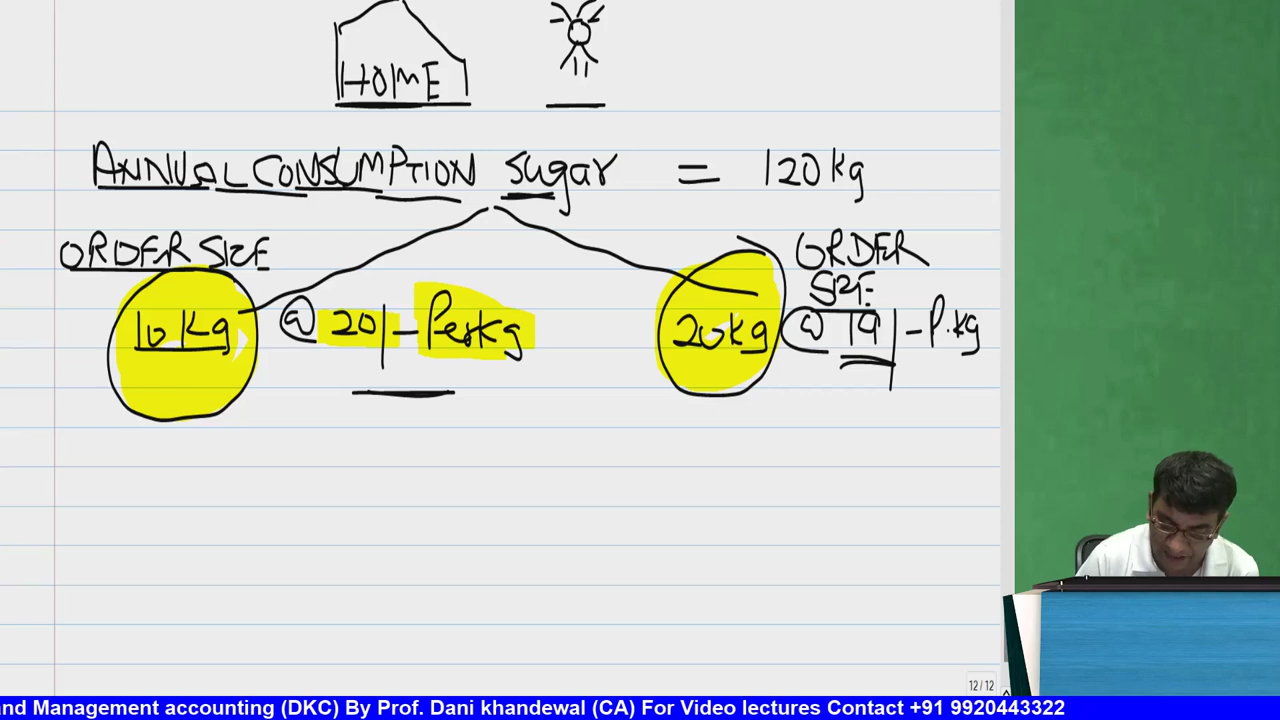 HOME
ANNUAL CONSUMPTION sugar = 120 kg
ORDER SIZE
ORDER
SIZE
10 Kg @ 20/- Per Kg
20 kg @ 19/- P.kg
12/12
and Management accounting (DKC) By Prof. Dani khandewal (CA) For Video lectures Contact +91 9920443322